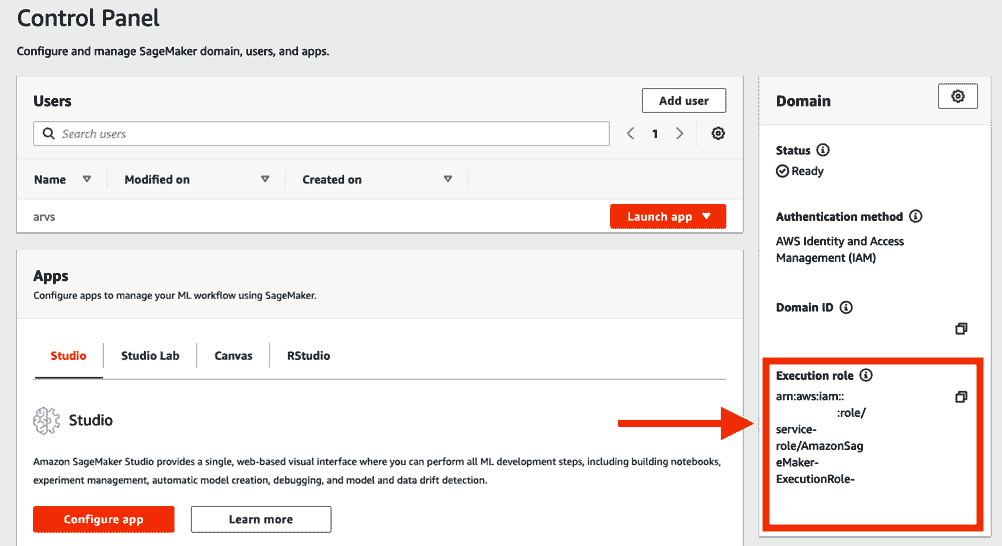 Control Panel
Configure and manage SageMaker domain, users, and apps.
Users
Add user
Search users
1
Name
Modified on
Created on
arvs
Launch app
Apps
Configure apps to manage your ML workflow using SageMaker.
Studio
Studio Lab
Canvas
RStudio
Studio
Amazon SageMaker Studio provides a single, web-based visual interface where you can perform all ML development steps, including building notebooks,
experiment management, automatic model creation, debugging, and model and data drift detection.
Configure app
Learn more
Domain
Status
Ready
Authentication method
AWS Identity and Access
Management (IAM)
Domain ID
Execution role
arn:aws:iam::
:role/
service-
role/AmazonSag
eMaker-
ExecutionRole-